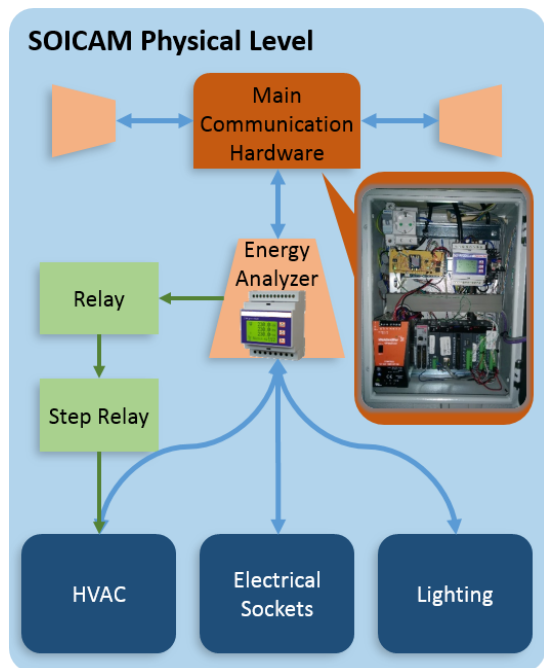 SOICAM Physical Level
Main
Communication
Hardware
Energy
Analyzer
Relay
Step Relay
HVAC
Electrical
Sockets
Lighting